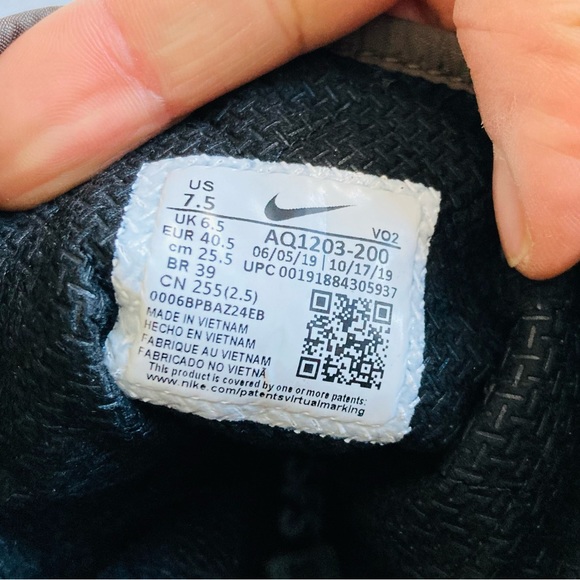 US
7.5
UK 6.5
EUR 40.5
cm 25.5
BR 39
CN 255(2.5)
0006BPBAZ24EB
MADE IN VIETNAM
HECHO EN VIETNAM
FABRIQUE AU VIETNAM
FABRICADO NO VIETNÃ
This product is covered by one or more patents:
www.nike.com/patentsvirtualmarking
VO2
AQ1203-200
06/05/19 | 10/17/19
UPC 00191884305937